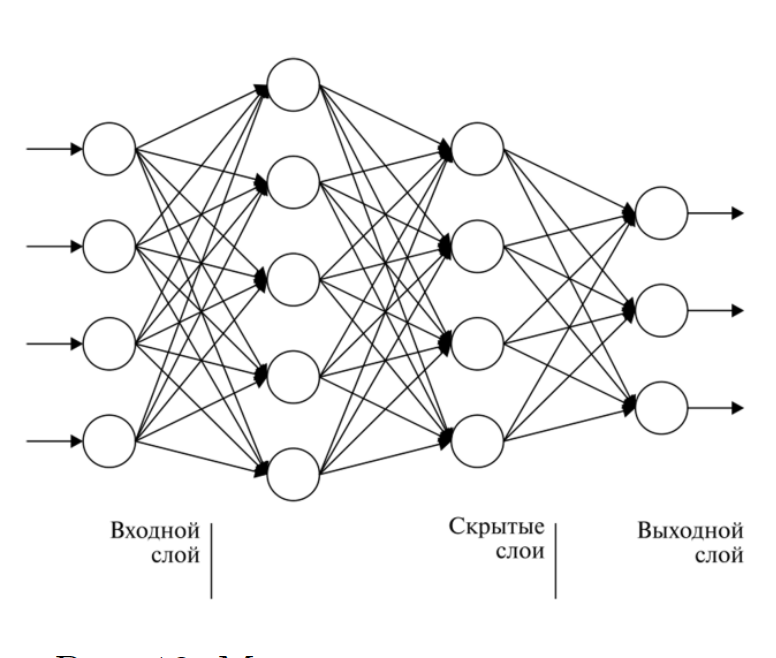 Входной
слой
Скрытые
слои
Выходной
слой